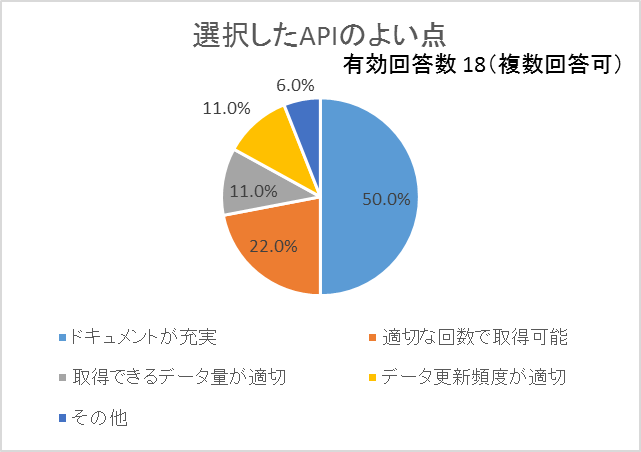 選択したAPIのよい点
有効回答数 18（複数回答可）
6.0%
11.0%
11.0%
50.0%
22.0%
ドキュメントが充実
適切な回数で取得可能
取得できるデータ量が適切
データ更新頻度が適切
その他